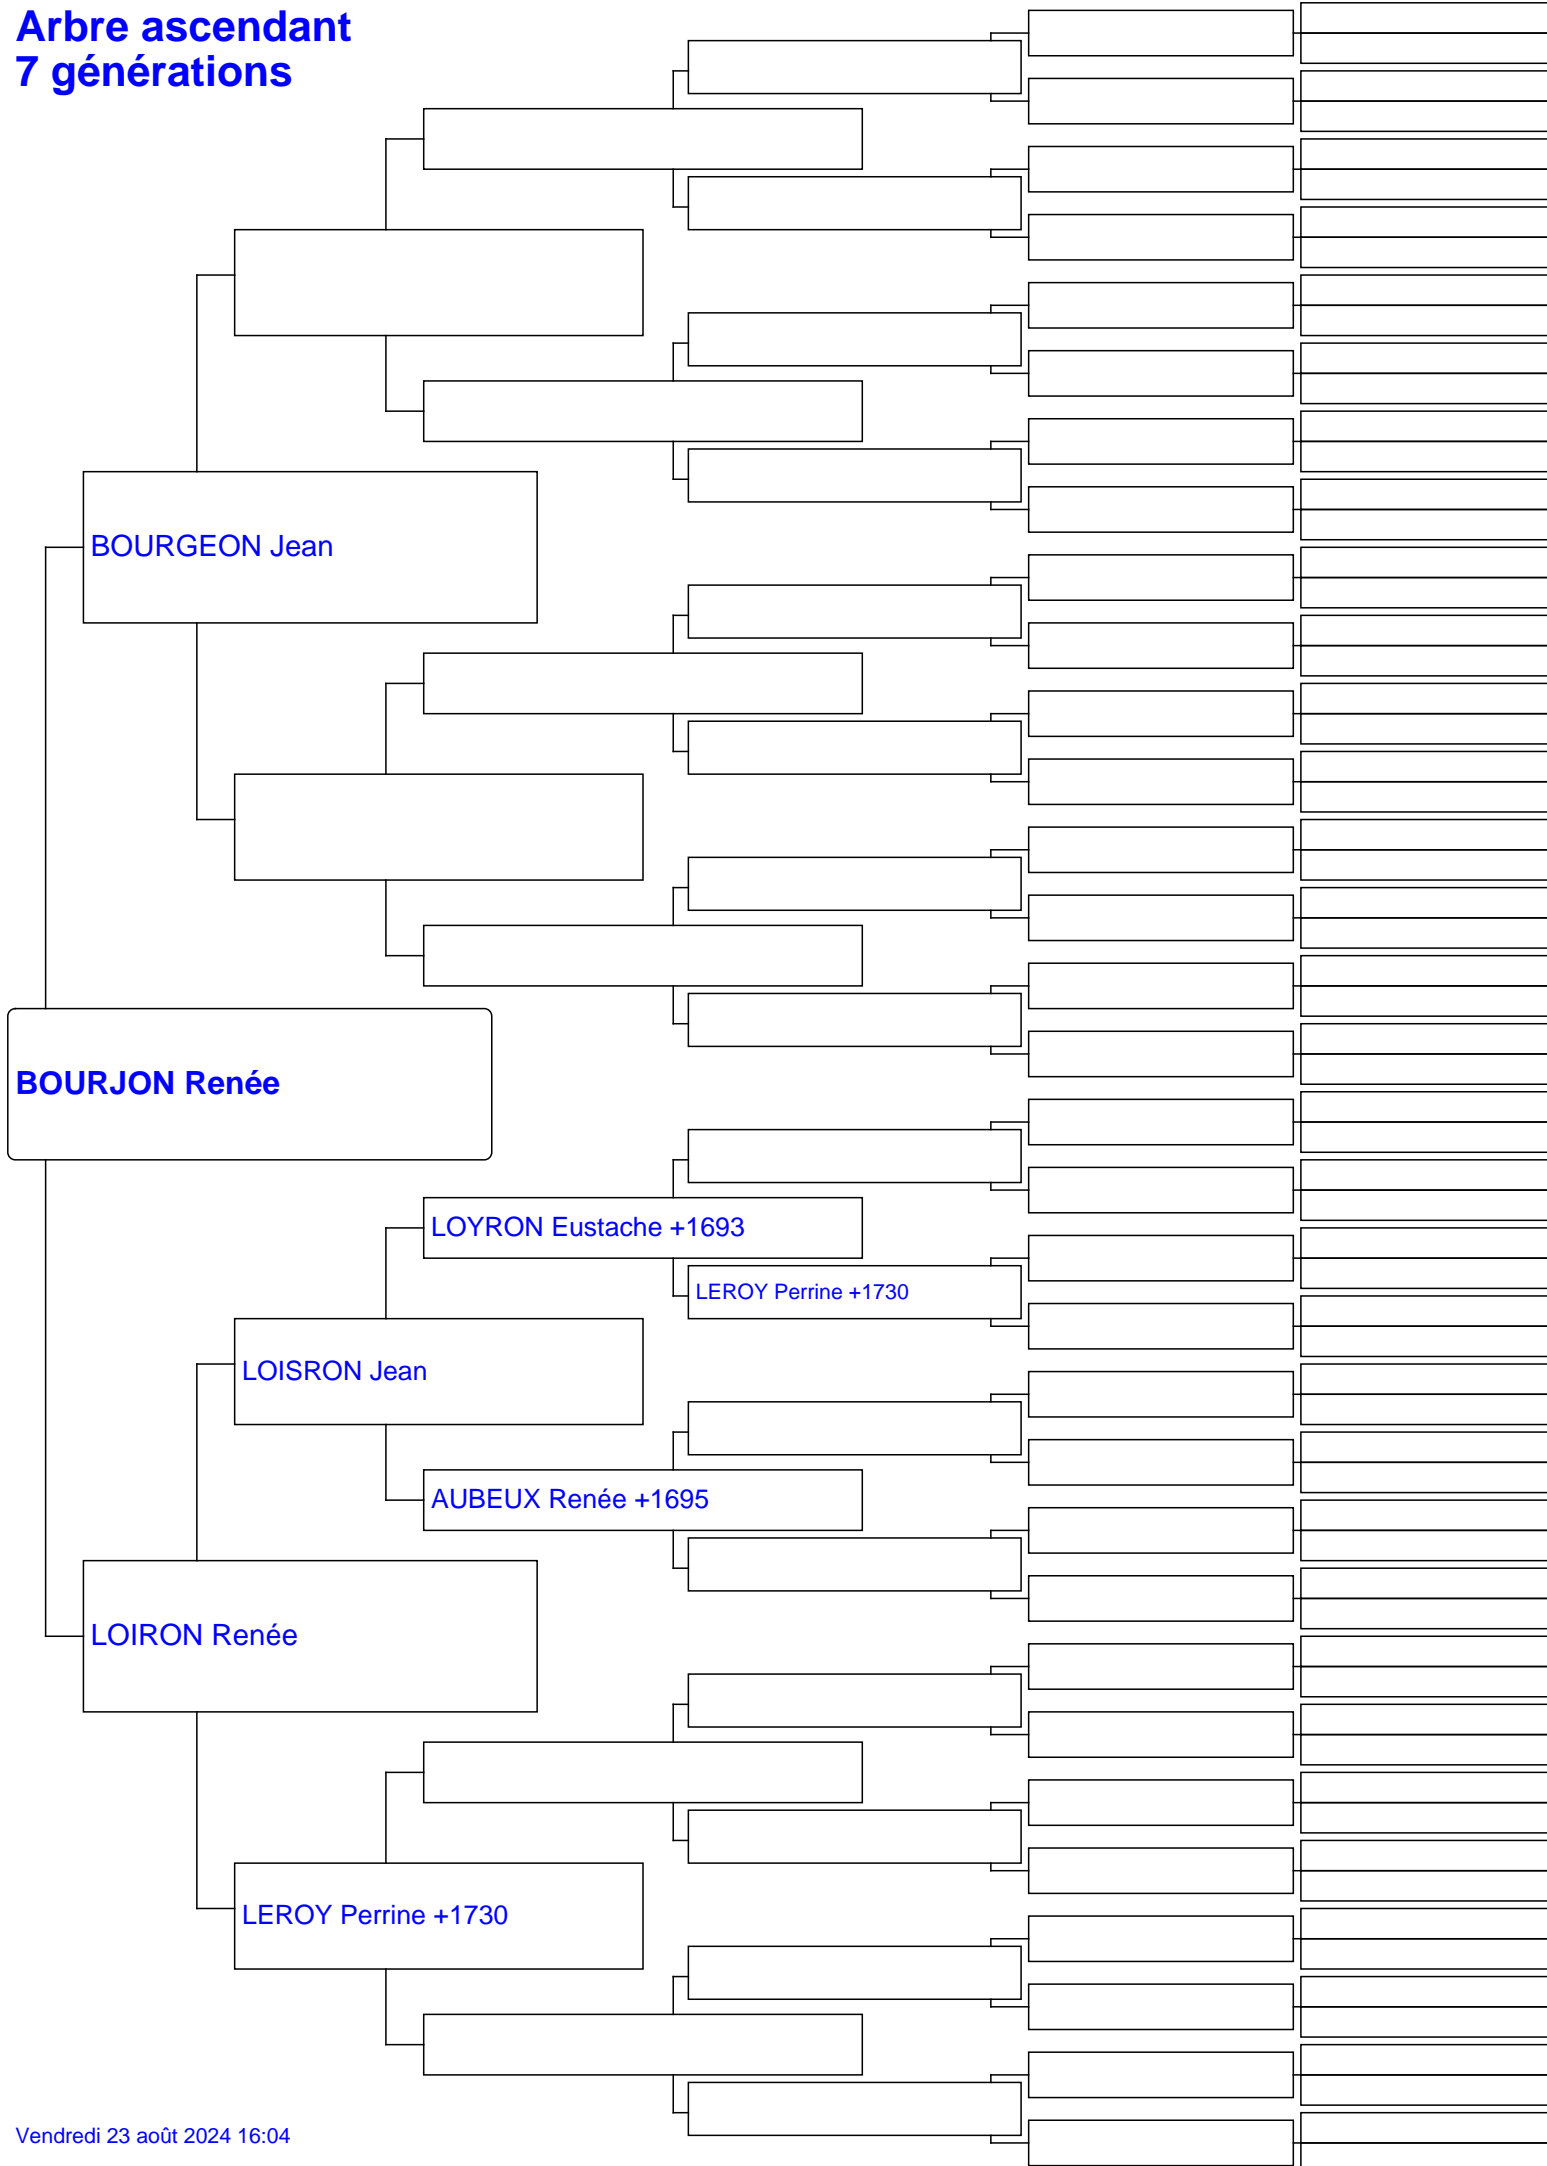 Arbre ascendant
7 générations
BOURGEON Jean
BOURJON Renée
LOYRON Eustache +1693
LEROY Perrine +1730
LOISRON Jean
AUBEUX Renée +1695
LOIRON Renée
LEROY Perrine +1730
Vendredi 23 août 2024 16:04